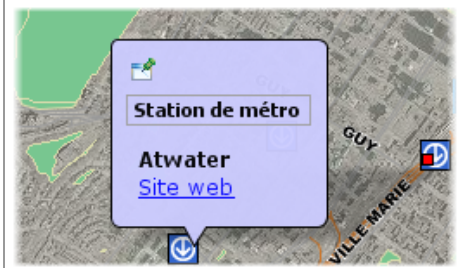 Station de métro
Atwater
Site web
GUY
VILLE MARIE